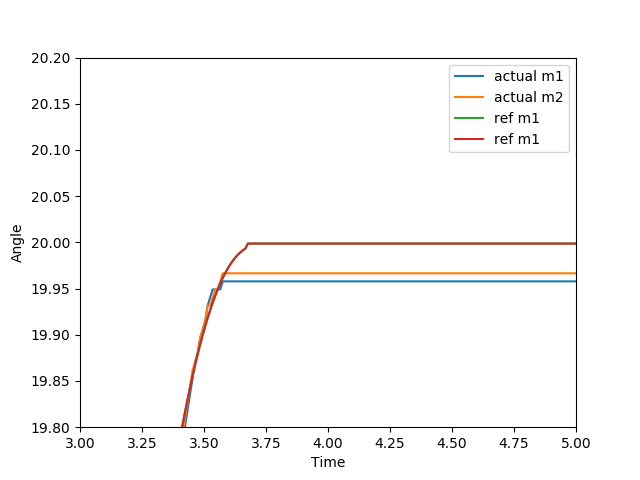 20.20
20.15
20.10
20.05
20.00
19.95
19.90
19.85
19.80
Angle
actual m1
actual m2
ref m1
ref m1
3.00 3.25 3.50 3.75 4.00 4.25 4.50 4.75 5.00
Time